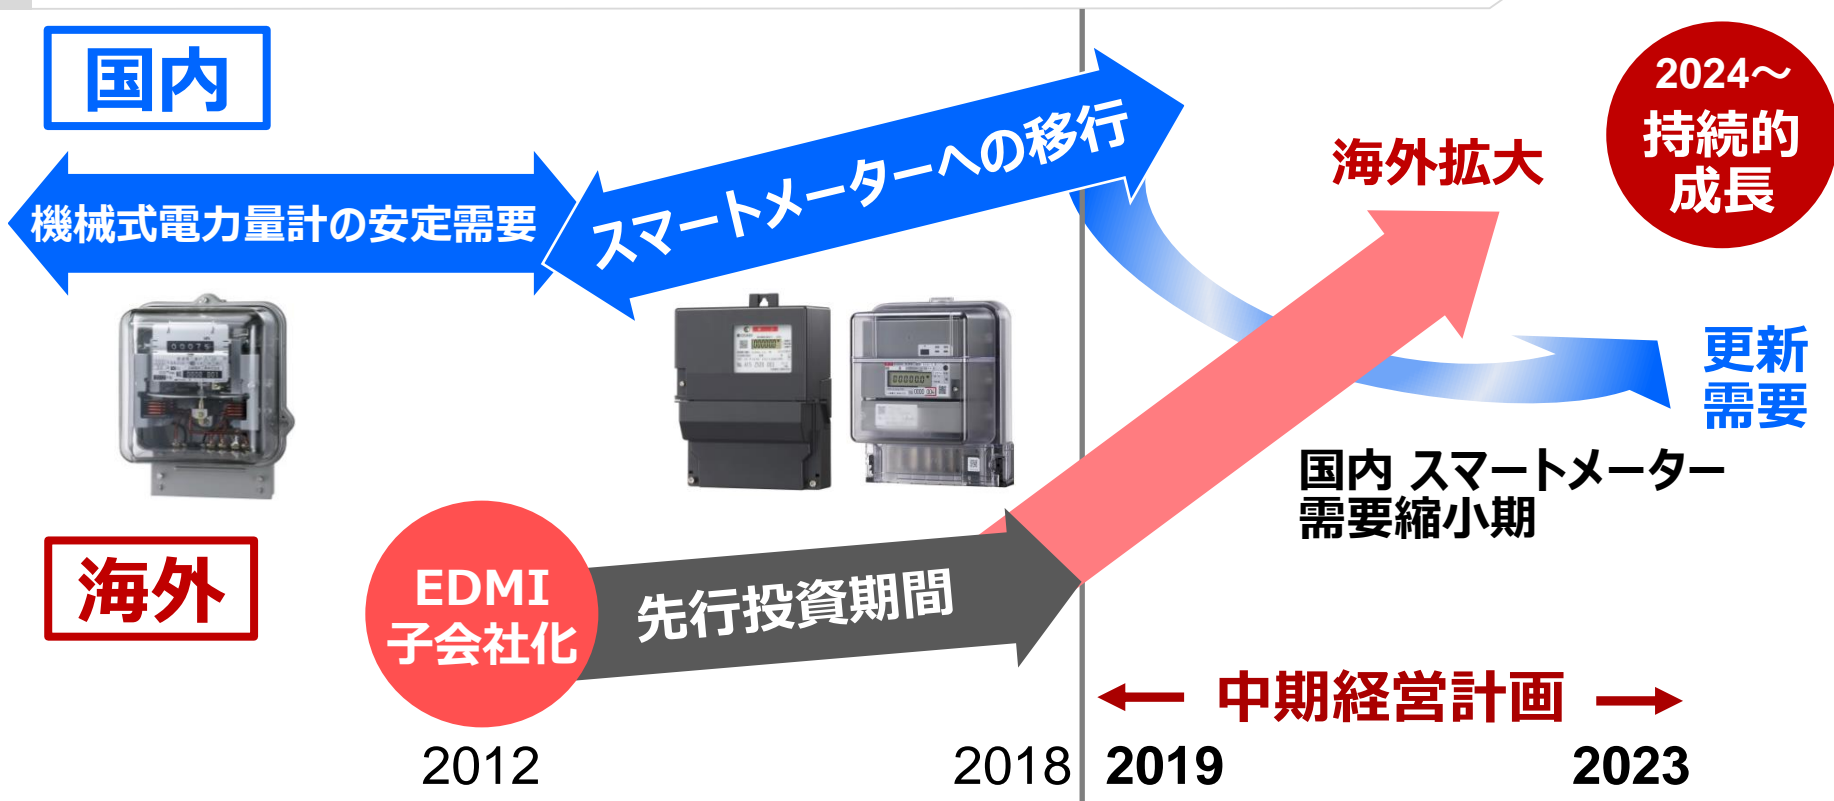 国内
機械式電力量計の安定需要
スマートメーターへの移行
2024～
持続的
成長
海外拡大
更新
需要
国内 スマートメーター
需要縮小期
海外
EDMI
子会社化
先行投資期間
中期経営計画
2012
2018
2019
2023